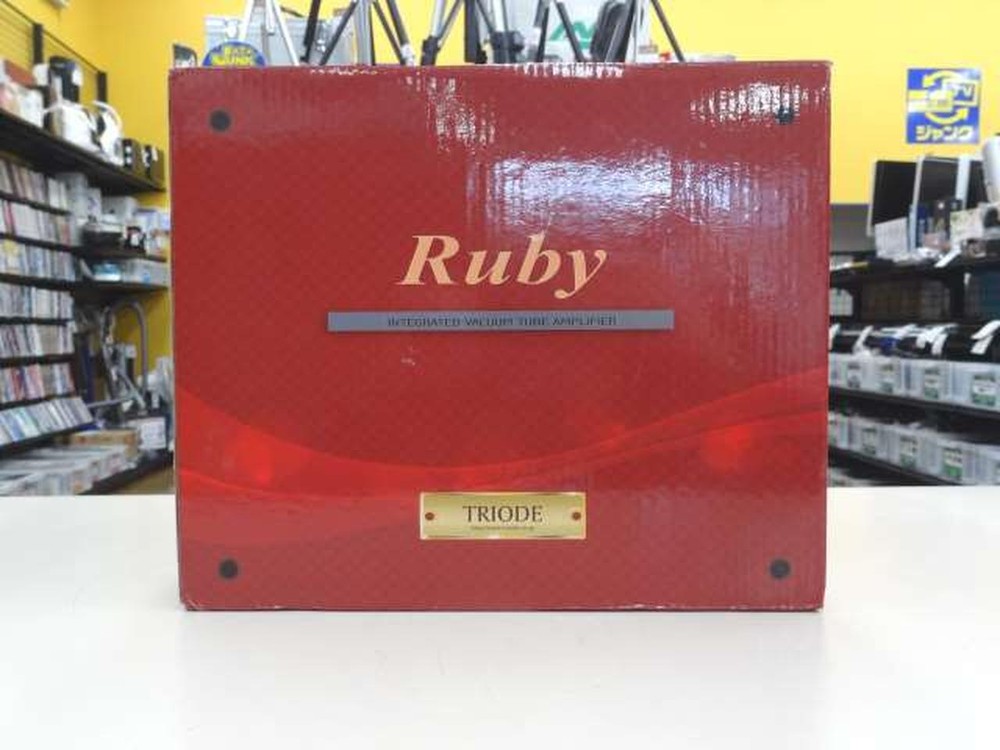 Ruby
INTEGRATED VACUUM TUBE AMPLIFIER
TRIODE
ジャンク